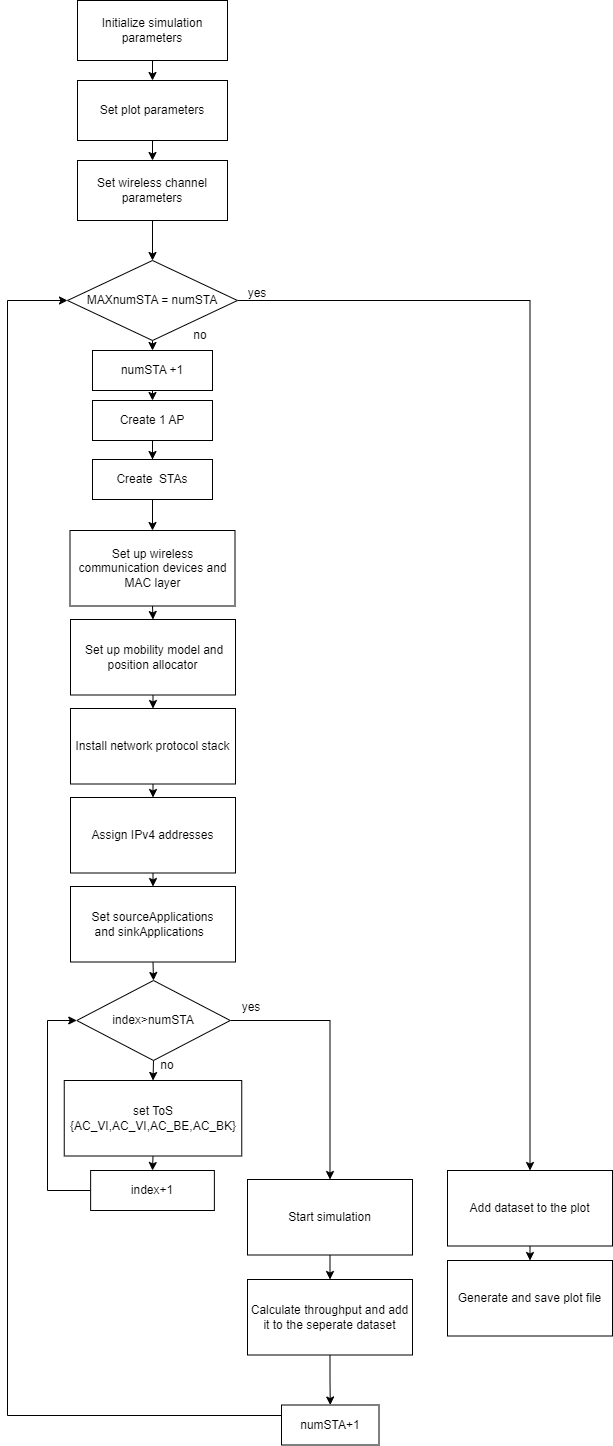 Initialize simulation
parameters
Set plot parameters
Set wireless channel
parameters
MAXnumSTA = numSTA
yes
no
numSTA +1
Create 1 AP
Create STAs
Set up wireless
communication devices and
MAC layer
Set up mobility model and
position allocator
Install network protocol stack
Assign IPv4 addresses
Set sourceApplications
and sinkApplications
index>numSTA
yes
no
set ToS
{AC_VI,AC_VI,AC_BE,AC_BK}
index+1
Start simulation
Calculate throughput and add
it to the seperate dataset
numSTA+1
Add dataset to the plot
Generate and save plot file